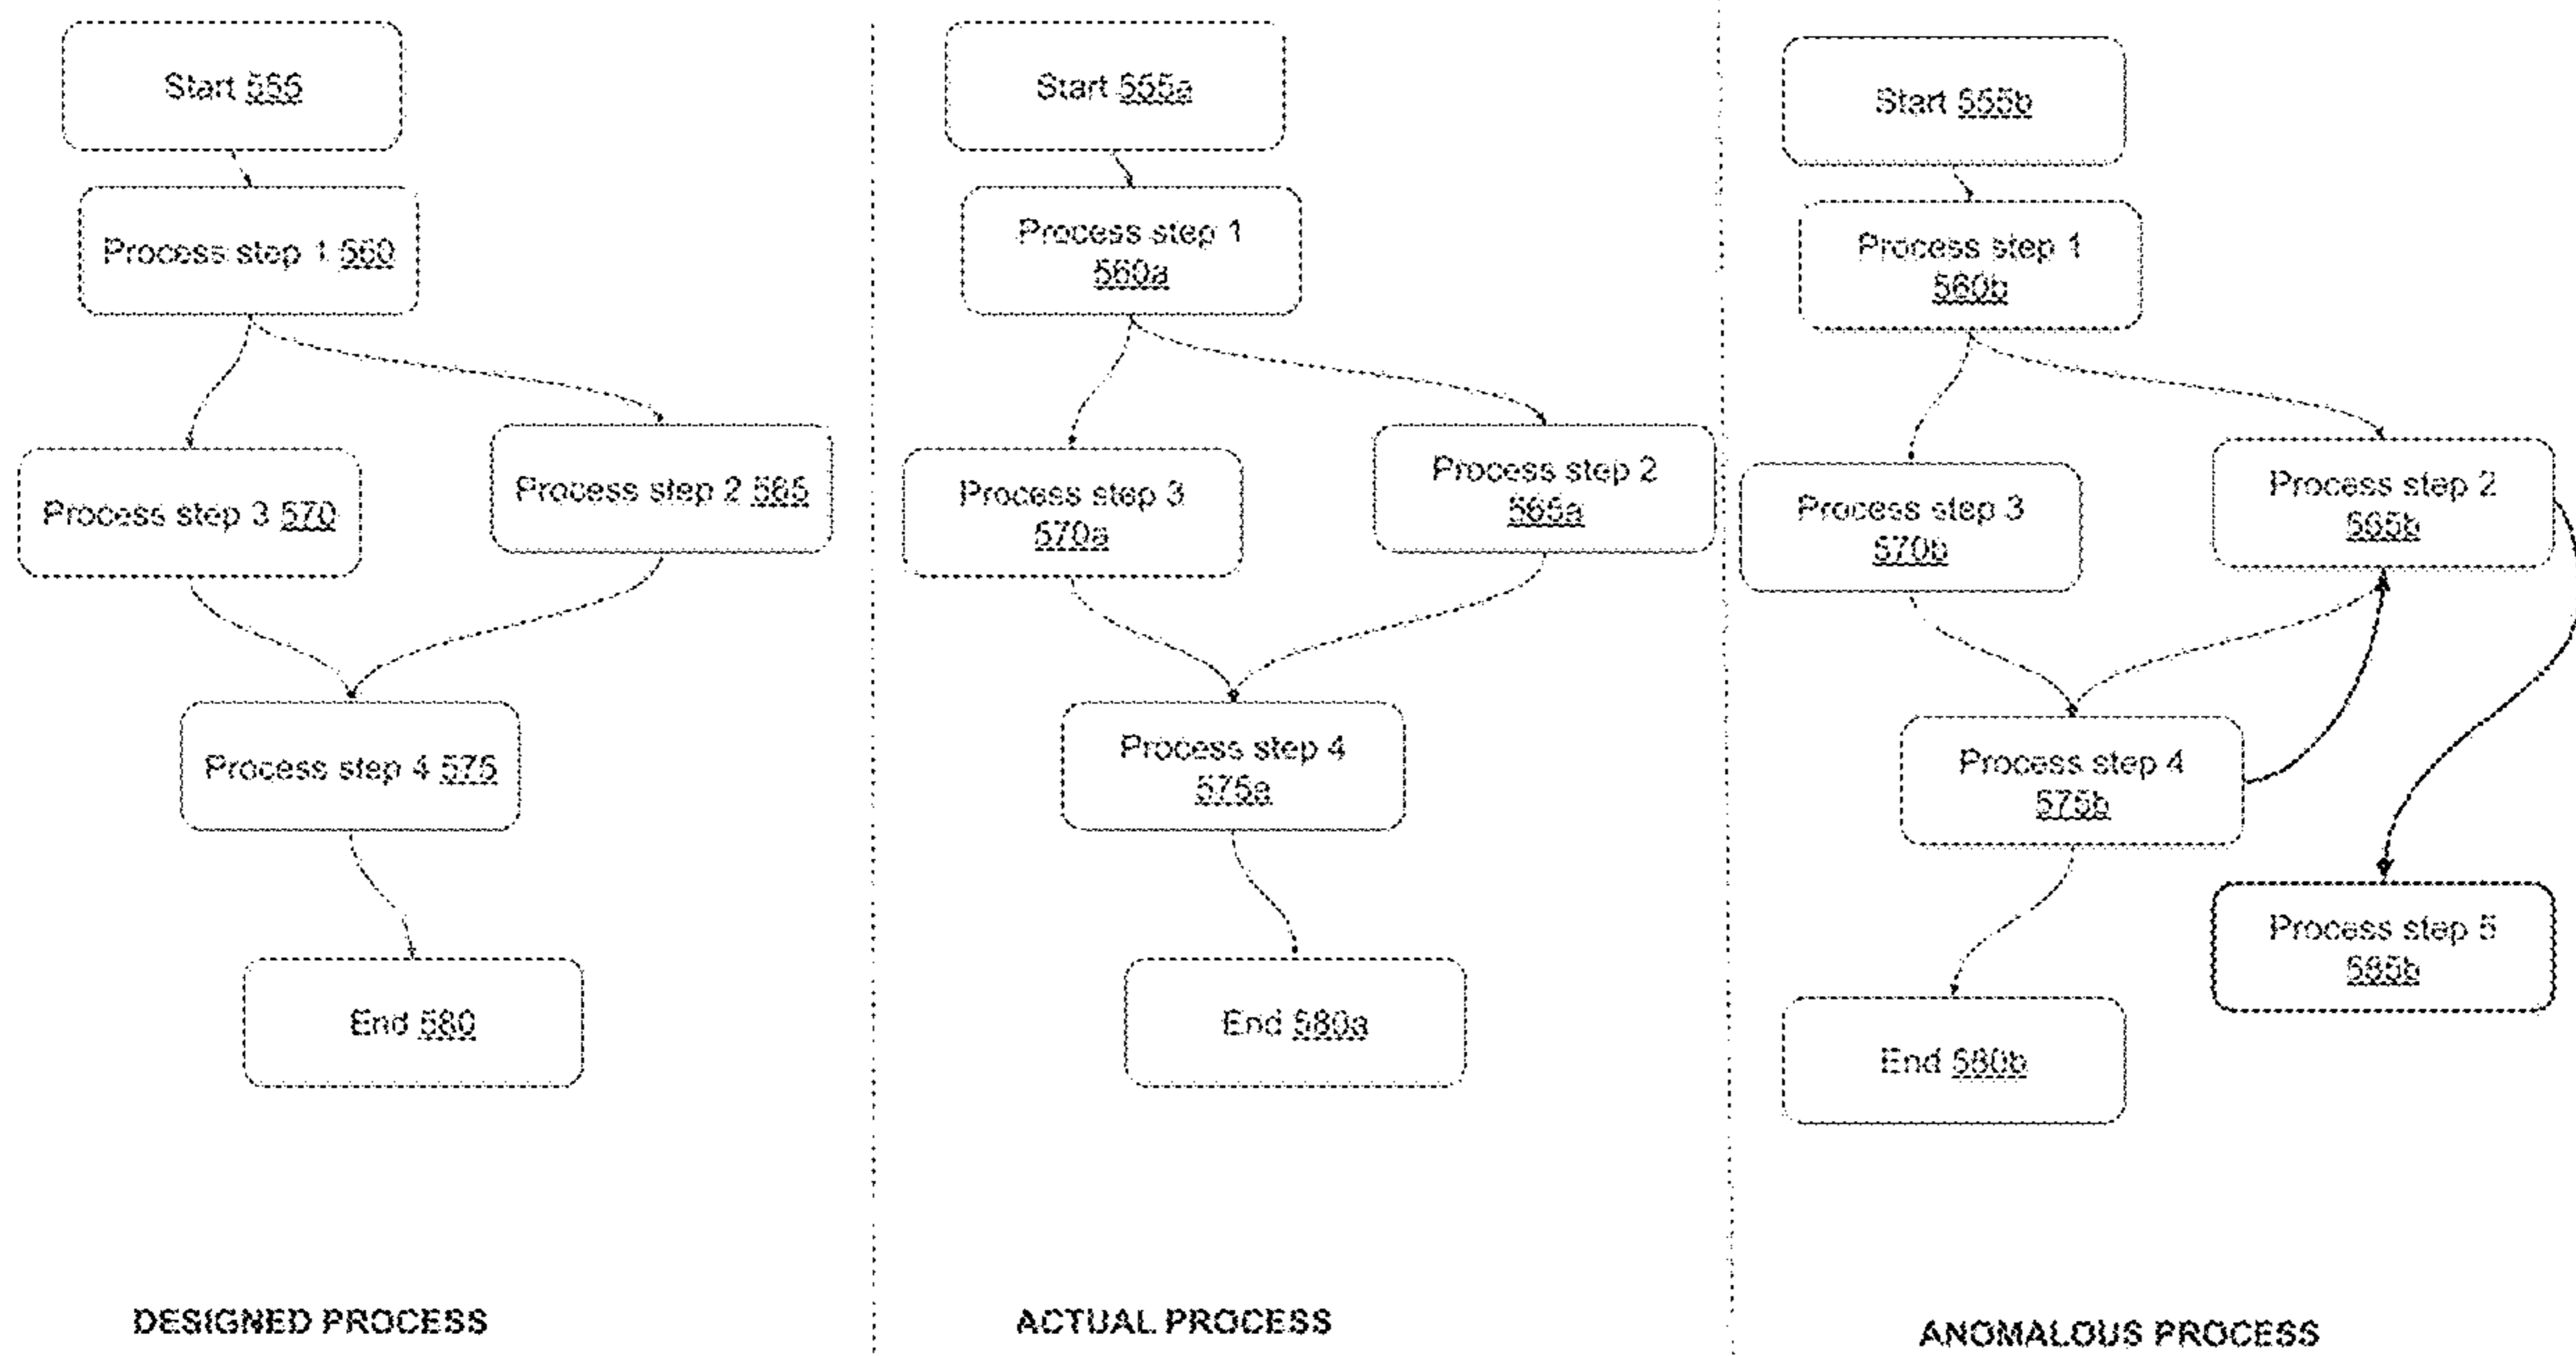 Start 555
Process step 1 560
Process step 3 570
Process step 2 565
Process step 4 575
End 580
DESIGNED PROCESS
Start 555a
Process step 1
560a
Process step 3
570a
Process step 2
565a
Process step 4
575a
End 580a
ACTUAL PROCESS
Start 555b
Process step 1
560b
Process step 3
570b
Process step 2
565b
Process step 4
575b
Process step 5
585b
End 580b
ANOMALOUS PROCESS